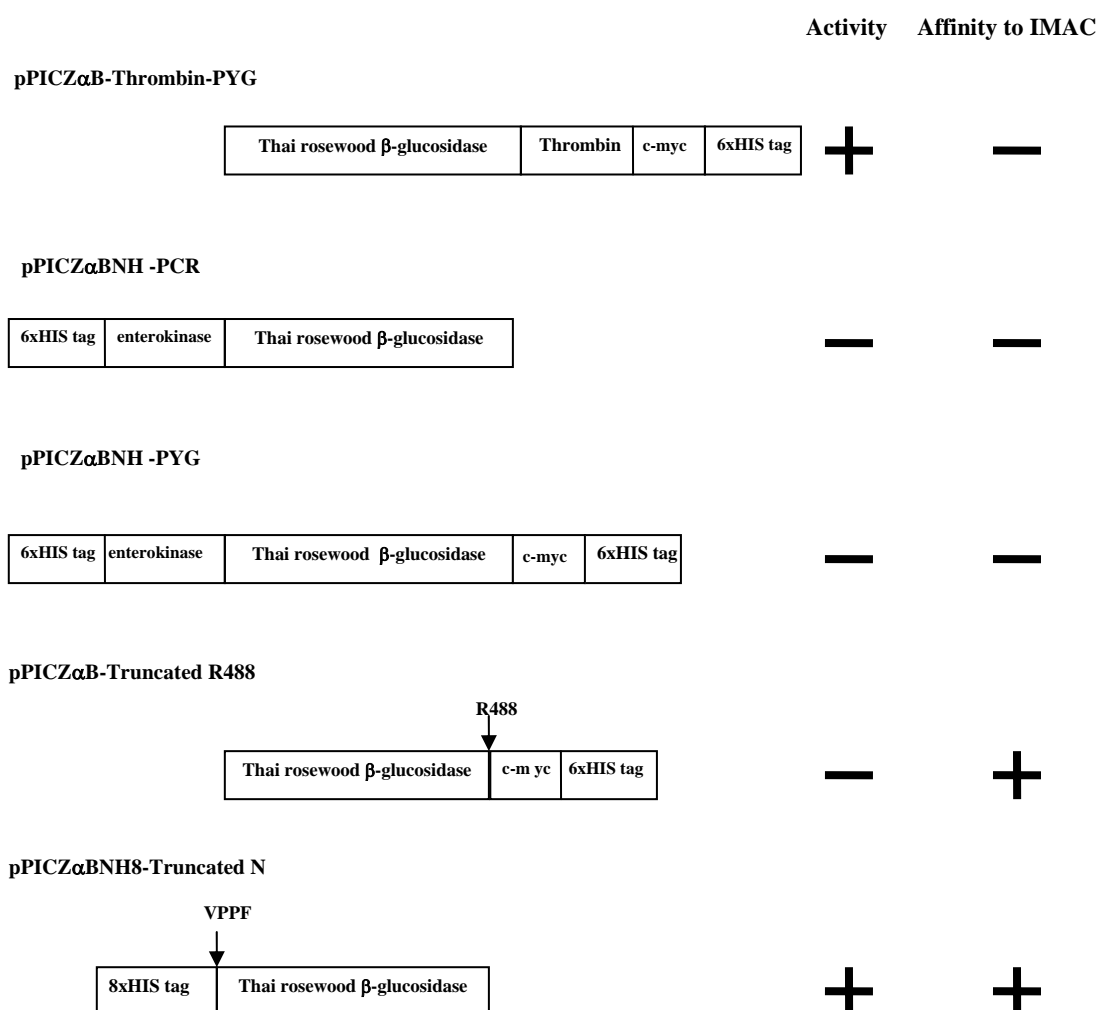 Activity Affinity to IMAC
pPICZαB-Thrombin-PYG
Thai rosewood β-glucosidase Thrombin c-myc 6xHIS tag + —
pPICZαBNH -PCR
6xHIS tag enterokinase Thai rosewood β-glucosidase — —
pPICZαBNH -PYG
6xHIS tag enterokinase Thai rosewood β-glucosidase c-myc 6xHIS tag — —
pPICZαB-Truncated R488
R488
Thai rosewood β-glucosidase c-m yc 6xHIS tag — +
pPICZαBNH8-Truncated N
VPPF
8xHIS tag Thai rosewood β-glucosidase + +